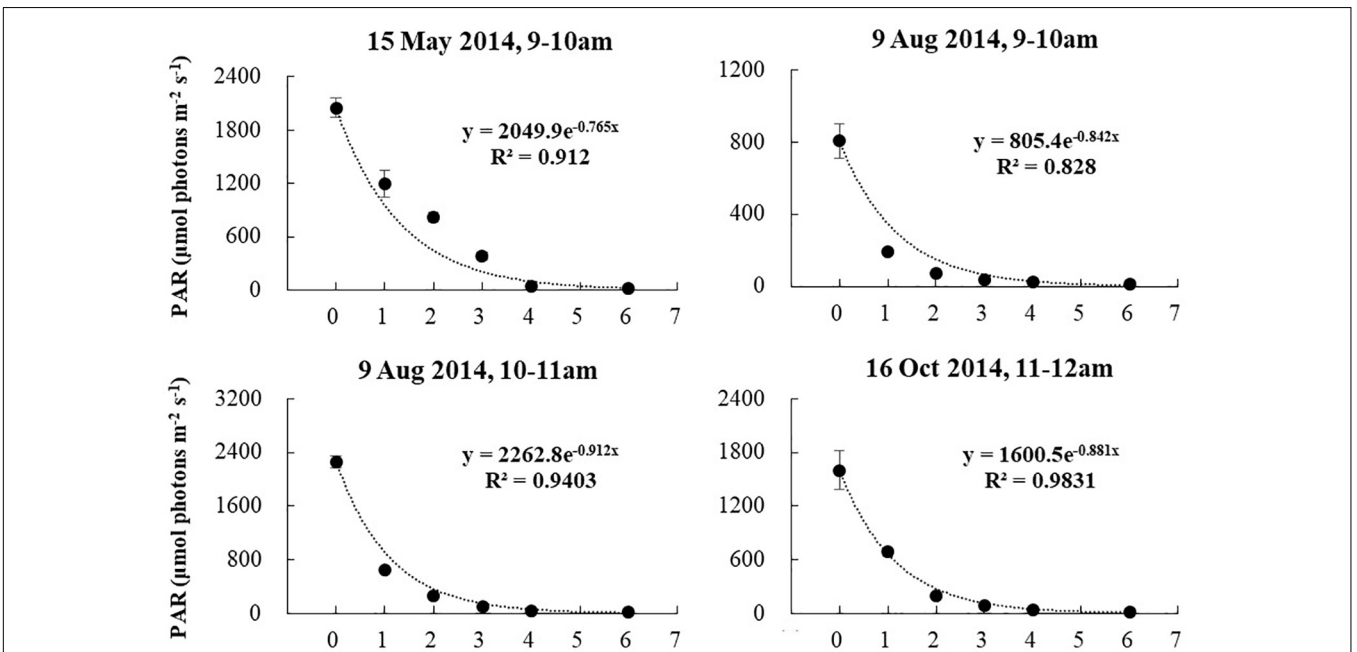 15 May 2014, 9-10am
PAR (μmol photons m-2 s-1)
2400
1800
1200
600
0
y = 2049.9e-0.765x
R² = 0.912
0 1 2 3 4 5 6 7
9 Aug 2014, 9-10am
1200
800
400
0
y = 805.4e-0.842x
R² = 0.828
0 1 2 3 4 5 6 7
9 Aug 2014, 10-11am
PAR (μmol photons m-2 s-1)
3200
2400
1600
800
0
y = 2262.8e-0.912x
R² = 0.9403
0 1 2 3 4 5 6 7
16 Oct 2014, 11-12am
2400
1800
1200
600
0
y = 1600.5e-0.881x
R² = 0.9831
0 1 2 3 4 5 6 7